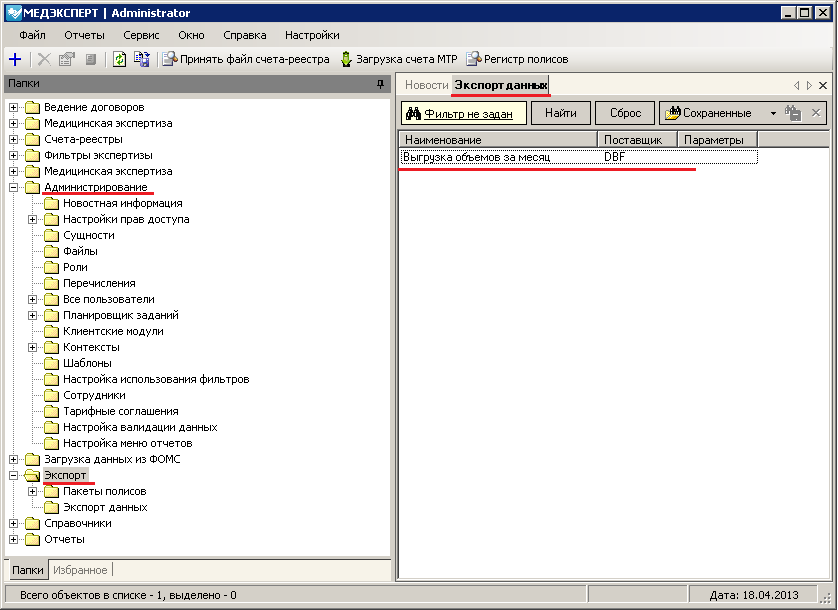 МЕДЭКСПЕРТ | Administrator
Файл Отчеты Сервис Окно Справка Настройки
Принять файл счета-реестра Загрузка счета МТР Регистр полисов
Папки
Ведение договоров
Медицинская экспертиза
Счета-реестры
Фильтры экспертизы
Медицинская экспертиза
Администрирование
Новостная информация
Настройки прав доступа
Сущности
Файлы
Роли
Перечисления
Все пользователи
Планировщик заданий
Клиентские модули
Контексты
Шаблоны
Настройка использования фильтров
Сотрудники
Тарифные соглашения
Настройка валидации данных
Настройка меню отчетов
Загрузка данных из ФОМС
Экспорт
Пакеты полисов
Экспорт данных
Справочники
Отчеты
Папки Избранное
Новости Экспорт данных
Фильтр не задан Найти Сброс Сохраненные
Наименование Поставщик Параметры
Выгрузка объемов за месяц DBF
Всего объектов в списке - 1, выделено - 0 Дата: 18.04.2013